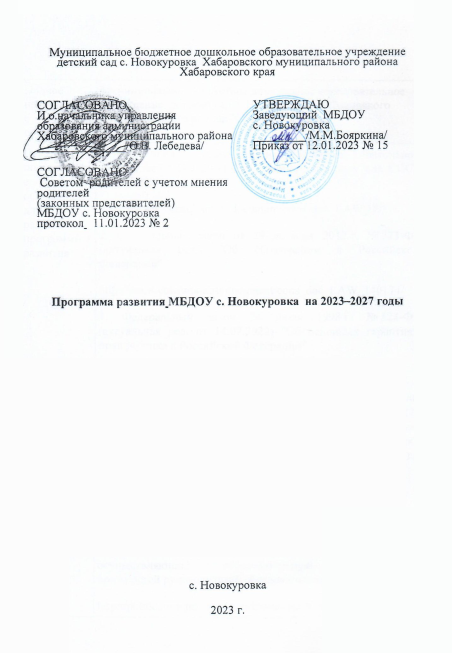 Муниципальное бюджетное дошкольное образовательное учреждение
детский сад с. Новокуровка Хабаровского муниципального района
Хабаровского края
СОГЛАСОВАНО
И.о.начальника управления
образования администрации
Хабаровского муниципального района
/О.В. Лебедева/
УТВЕРЖДАЮ
Заведующий МБДОУ
с. Новокуровка
/М.М.Бояркина/
Приказ от 12.01.2023 № 15
СОГЛАСОВАНО
Советом родителей с учетом мнения
родителей
(законных представителей)
МБДОУ с. Новокуровка
протокол_ 11.01.2023 № 2
Программа развития МБДОУ с. Новокуровка на 2023–2027 годы
с. Новокуровка
2023 г.